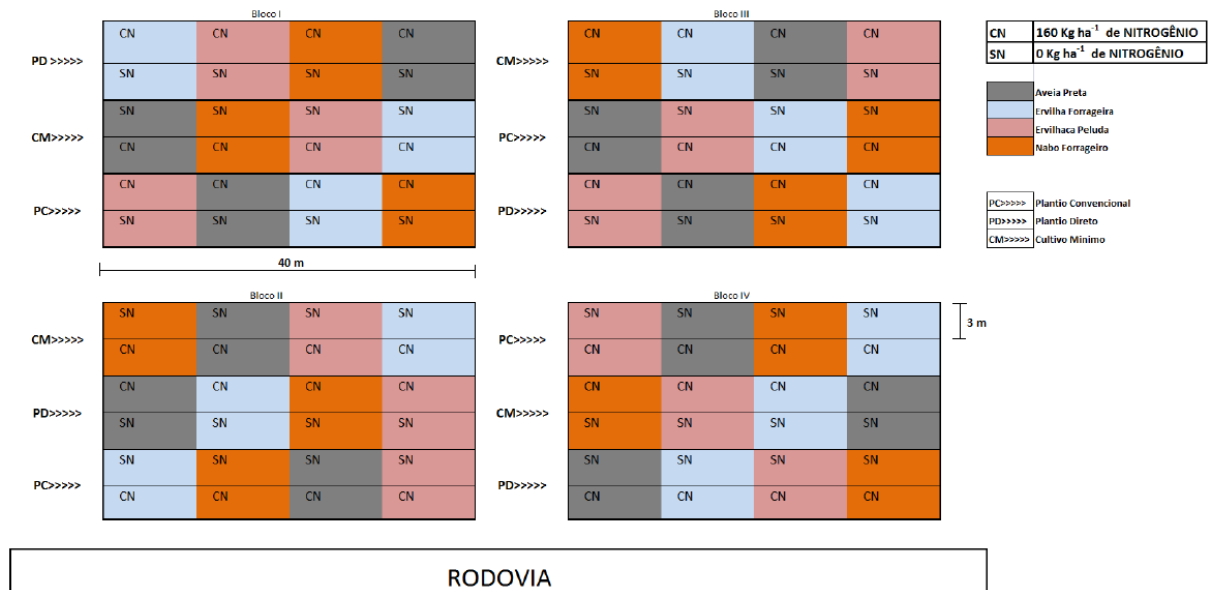 Bloco I
CN CN CN CN
PD >>>>>
SN SN SN SN
SN SN SN SN
CM>>>>>
CN CN CN CN
CN CN CN CN
PC>>>>>
SN SN SN SN
40 m
Bloco III
CN CN CN CN
CM>>>>>
SN SN SN SN
SN SN SN SN
PC>>>>>
CN CN CN CN
CN CN CN CN
PD>>>>>
SN SN SN SN
CN 160 Kg ha-1 de NITROGÊNIO
SN 0 Kg ha-1 de NITROGÊNIO
Aveia Preta
Ervilha Forrageira
Ervilhaca Peluda
Nabo Forrageiro
PC>>>>> Plantio Convencional
PD>>>>> Plantio Direto
CM>>>>> Cultivo Mínimo
Bloco II
SN SN SN SN
CM>>>>>
CN CN CN CN
CN CN CN CN
PD>>>>>
SN SN SN SN
SN SN SN SN
PC>>>>>
CN CN CN CN
Bloco IV
SN SN SN SN
3 m
PC>>>>>
CN CN CN CN
CN CN CN CN
CM>>>>>
SN SN SN SN
SN SN SN SN
PD>>>>>
CN CN CN CN
RODOVIA